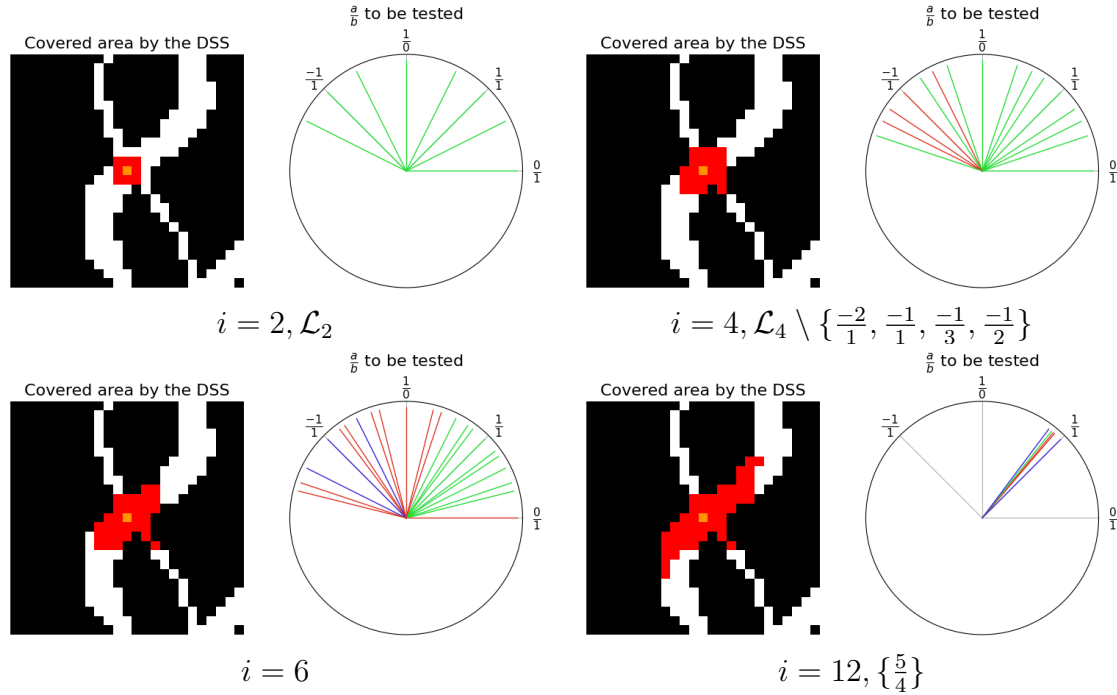 a/b to be tested
Covered area by the DSS
1/0
-1/1
1/1
0/1
i = 2, ℒ₂
a/b to be tested
Covered area by the DSS
1/0
-1/1
1/1
0/1
i = 4, ℒ₄ \ {-2/1, -1/1, -1/3, -1/2}
a/b to be tested
Covered area by the DSS
1/0
-1/1
1/1
0/1
i = 6
a/b to be tested
Covered area by the DSS
1/0
-1/1
1/1
0/1
i = 12, {5/4}